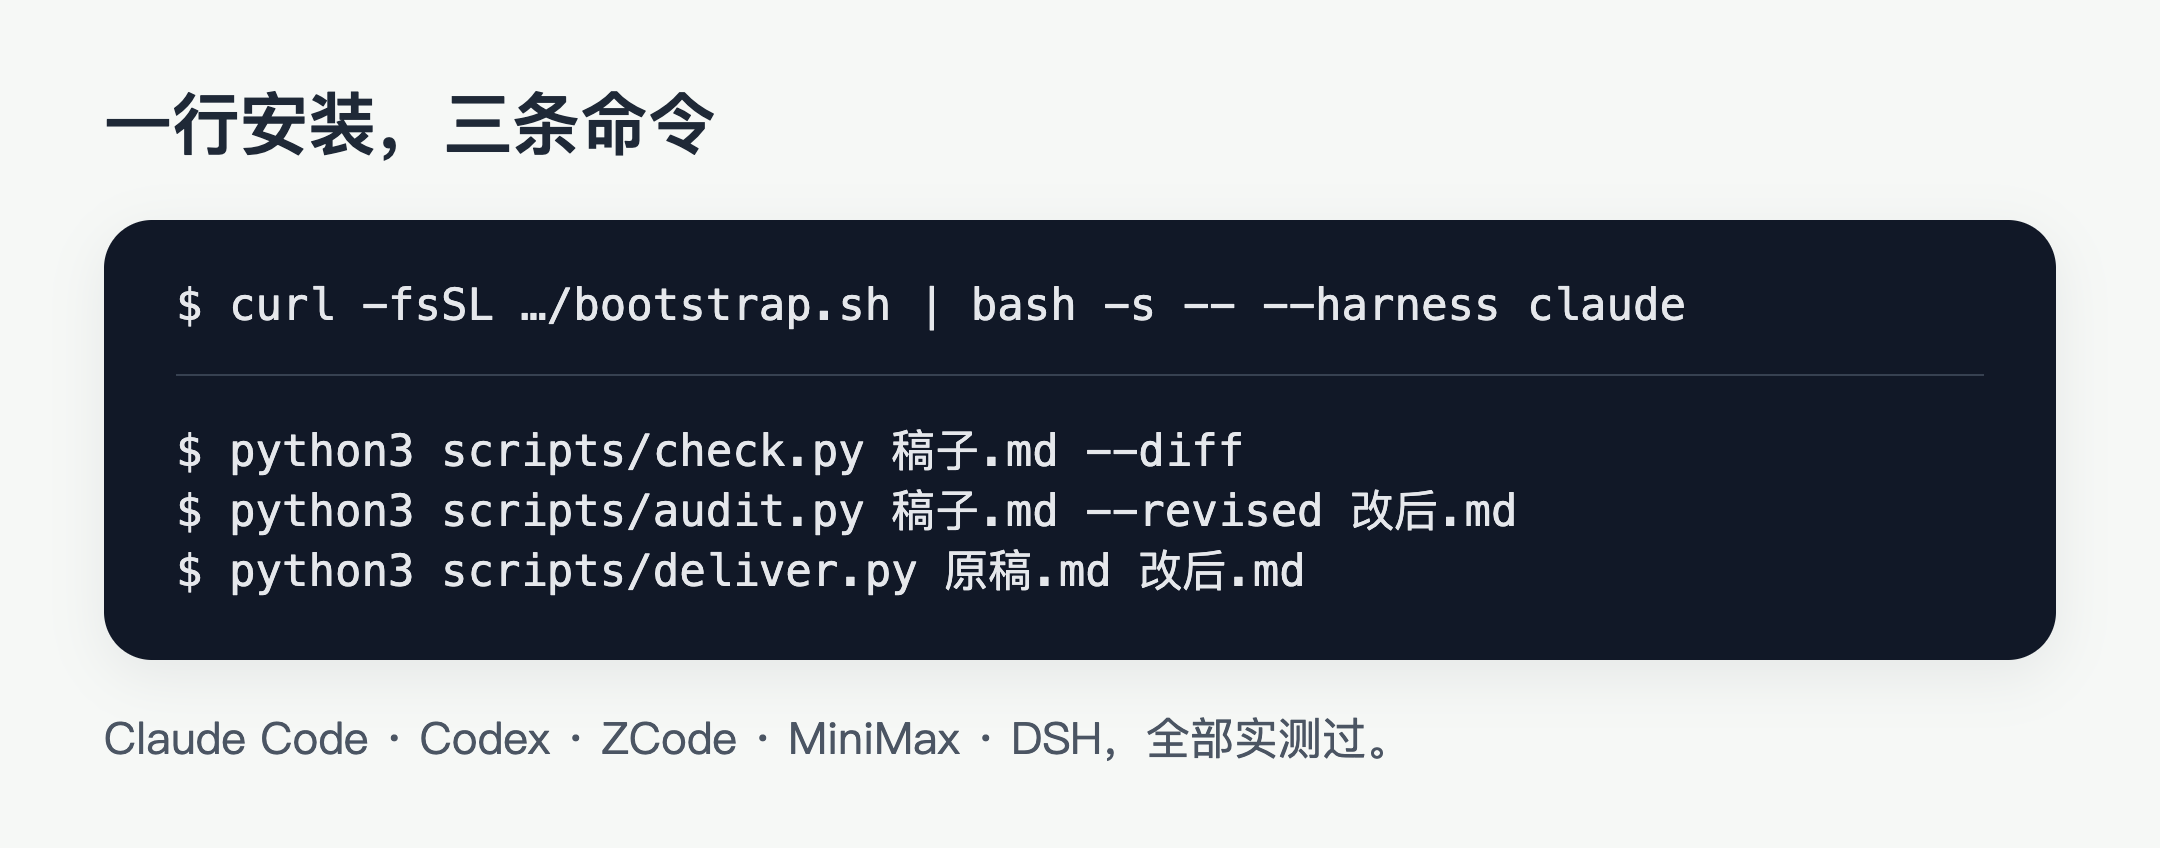 一行安装，三条命令
$ curl -fsSL …/bootstrap.sh | bash -s -- --harness claude
$ python3 scripts/check.py 稿子.md --diff
$ python3 scripts/audit.py 稿子.md --revised 改后.md
$ python3 scripts/deliver.py 原稿.md 改后.md
Claude Code · Codex · ZCode · MiniMax · DSH，全部实测过。